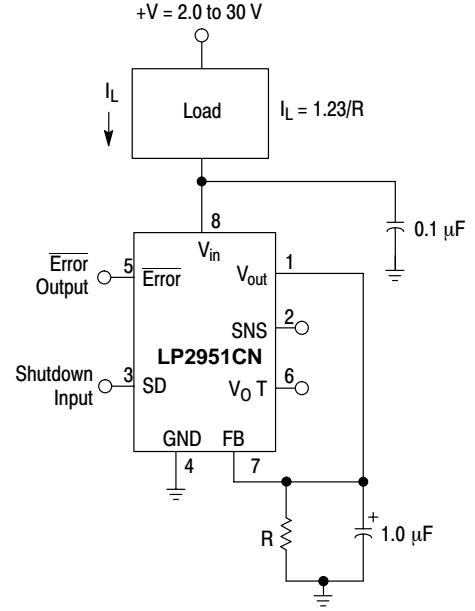 +V = 2.0 to 30 V
I_L
Load
I_L = 1.23/R
8
0.1 μF
V_in
Error
Output
5
Error
V_out
1
SNS
2
LP2951CN
Shutdown
Input
3
SD
V_O T
6
GND
FB
4
7
R
+
1.0 μF